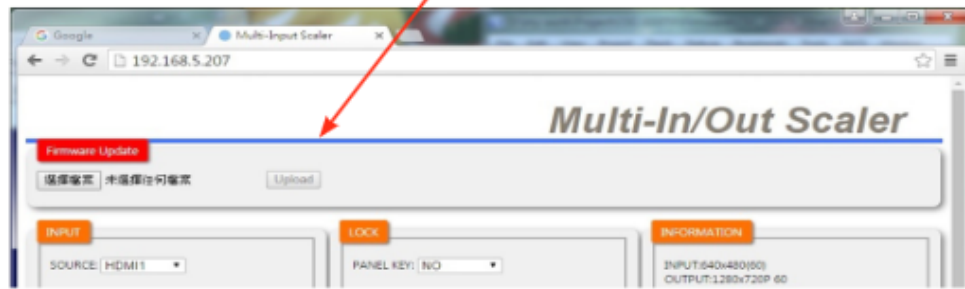 Google
Multi-Input Scaler
192.168.5.207
Multi-In/Out Scaler
Firmware Update
選擇檔案 未選擇任何檔案 Upload
INPUT
LOCK
INFORMATION
SOURCE: HDMI1
PANEL KEY: NO
INPUT:640x480(60)
OUTPUT:1280x720P 60